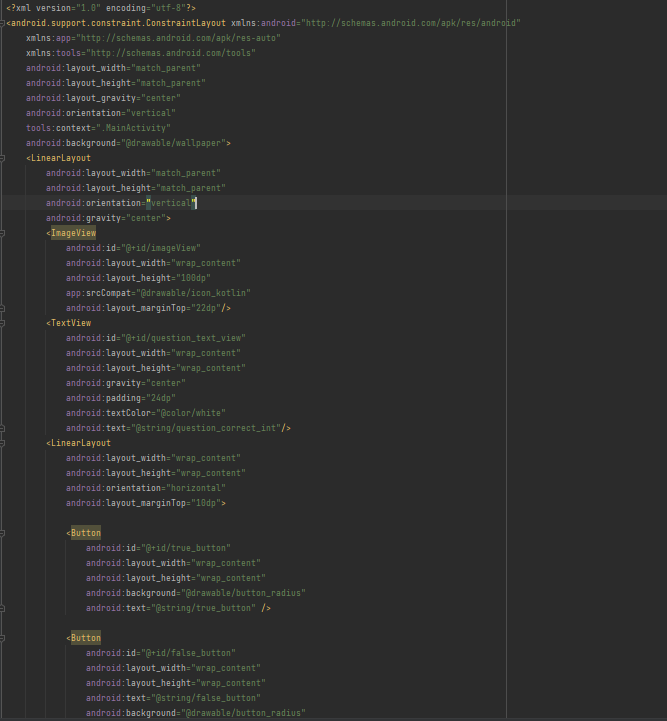 <?xml version="1.0" encoding="utf-8"?>
<android.support.constraint.ConstraintLayout xmlns:android="http://schemas.android.com/apk/res/android"
    xmlns:app="http://schemas.android.com/apk/res-auto"
    xmlns:tools="http://schemas.android.com/tools"
    android:layout_width="match_parent"
    android:layout_height="match_parent"
    android:layout_gravity="center"
    android:orientation="vertical"
    tools:context=".MainActivity"
    android:background="@drawable/wallpaper">
    <LinearLayout
        android:layout_width="match_parent"
        android:layout_height="match_parent"
        android:orientation="vertical"
        android:gravity="center">
        <ImageView
            android:id="@+id/imageView"
            android:layout_width="wrap_content"
            android:layout_height="100dp"
            app:srcCompat="@drawable/icon_kotlin"
            android:layout_marginTop="22dp"/>
        <TextView
            android:id="@+id/question_text_view"
            android:layout_width="wrap_content"
            android:layout_height="wrap_content"
            android:gravity="center"
            android:padding="24dp"
            android:textColor="@color/white"
            android:text="@string/question_correct_int"/>
        <LinearLayout
            android:layout_width="wrap_content"
            android:layout_height="wrap_content"
            android:orientation="horizontal"
            android:layout_marginTop="10dp">
            <Button
                android:id="@+id/true_button"
                android:layout_width="wrap_content"
                android:layout_height="wrap_content"
                android:background="@drawable/button_radius"
                android:text="@string/true_button" />
            <Button
                android:id="@+id/false_button"
                android:layout_width="wrap_content"
                android:layout_height="wrap_content"
                android:text="@string/false_button"
                android:background="@drawable/button_radius"